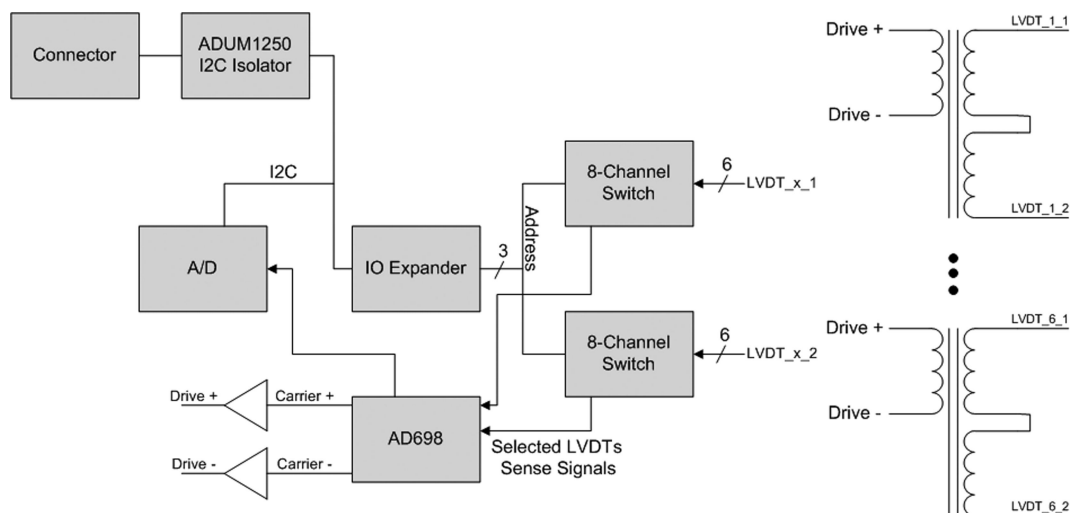 Connector
ADUM1250
I2C Isolator
I2C
A/D
IO Expander
3
Address
8-Channel
Switch
6
LVDT_x_1
8-Channel
Switch
6
LVDT_x_2
AD698
Selected LVDTs
Sense Signals
Drive +
Carrier +
Drive -
Carrier -
Drive +
Drive -
LVDT_1_1
LVDT_1_2
Drive +
Drive -
LVDT_6_1
LVDT_6_2